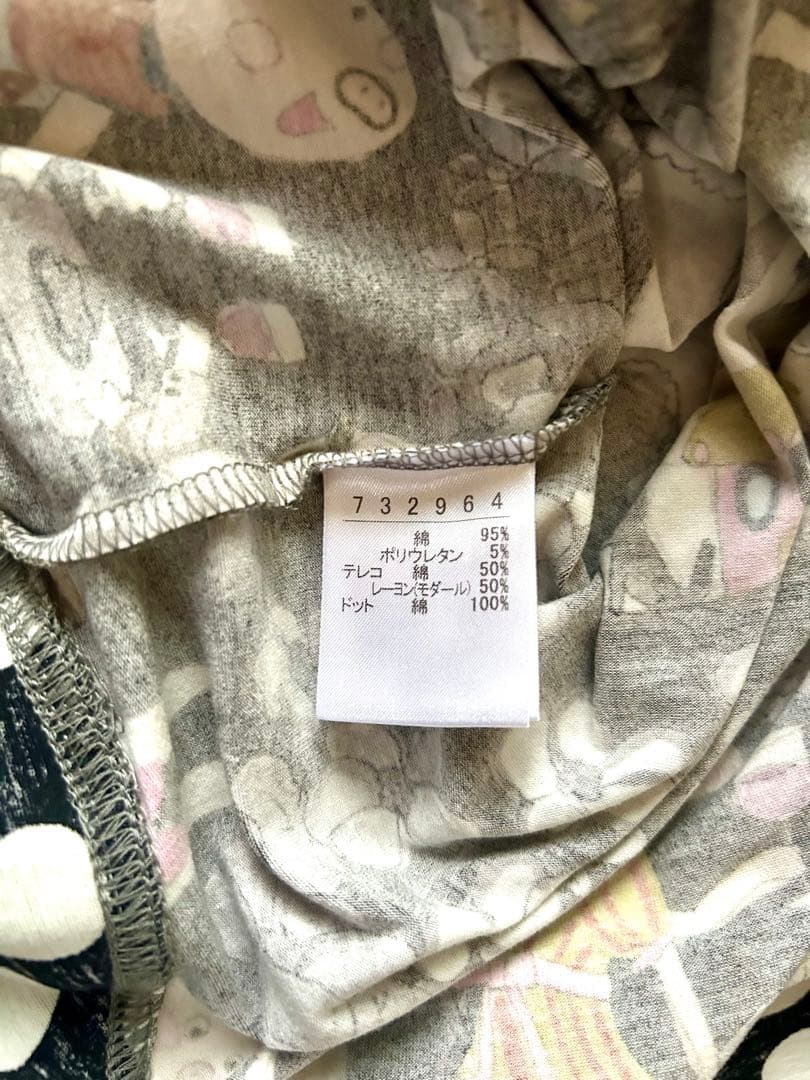 732964
綿 95%
ポリウレタン 5%
テレコ 綿 50%
レーヨン(モダール) 50%
ドット 綿 100%